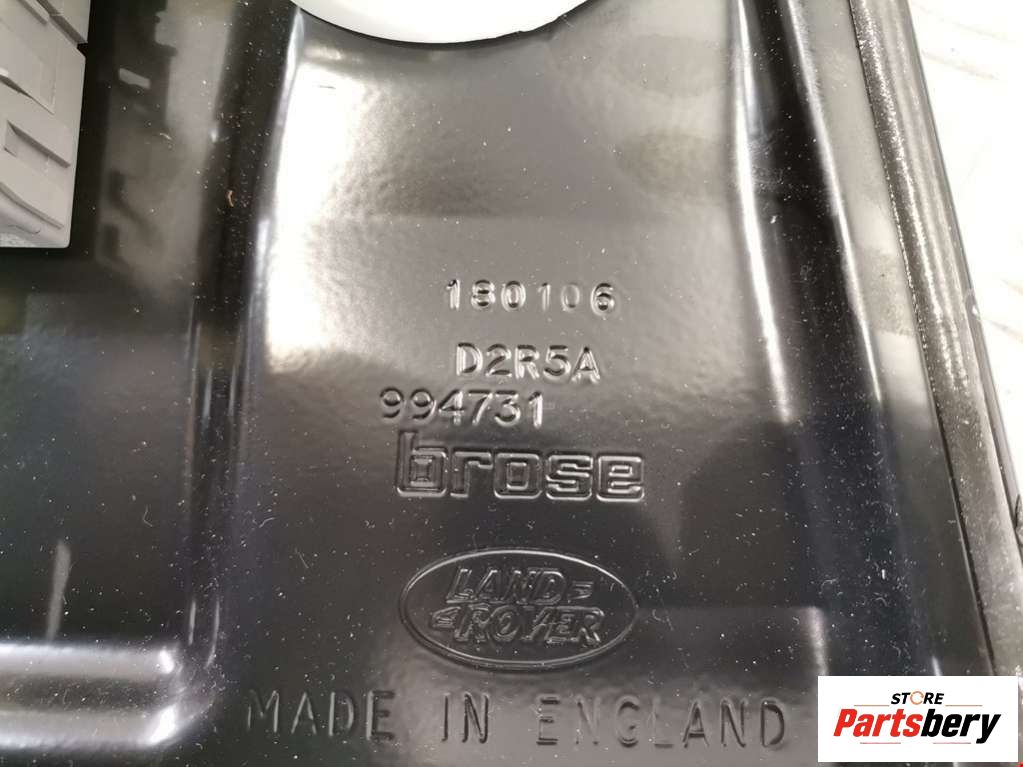 180106
D2R5A
994731
brose
LAND
ROVER
MADE IN ENGLAND
STORE
Partsbery